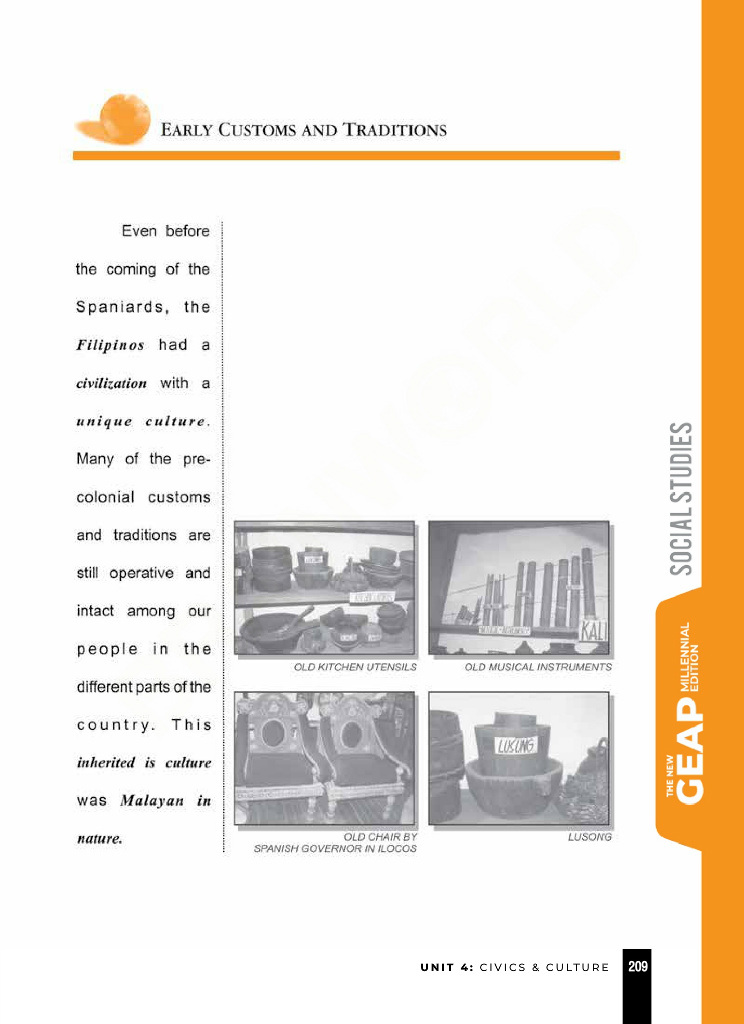 EARLY CUSTOMS AND TRADITIONS
Even before
the coming of the
Spaniards, the
Filipinos had a
civilization with a
unique culture.
Many of the pre-
colonial customs
and traditions are
still operative and
intact among our
people in the
different parts of the
country. This
inherited is culture
was Malayan in
nature.
LUSUNG
KALI
OLD KITCHEN UTENSILS
OLD MUSICAL INSTRUMENTS
LUSUNG
OLD CHAIR BY
SPANISH GOVERNOR IN ILOCOS
LUSONG
SOCIAL STUDIES
THE NEW
GEAP
MILLENNIAL
EDITION
UNIT 4: CIVICS & CULTURE
209